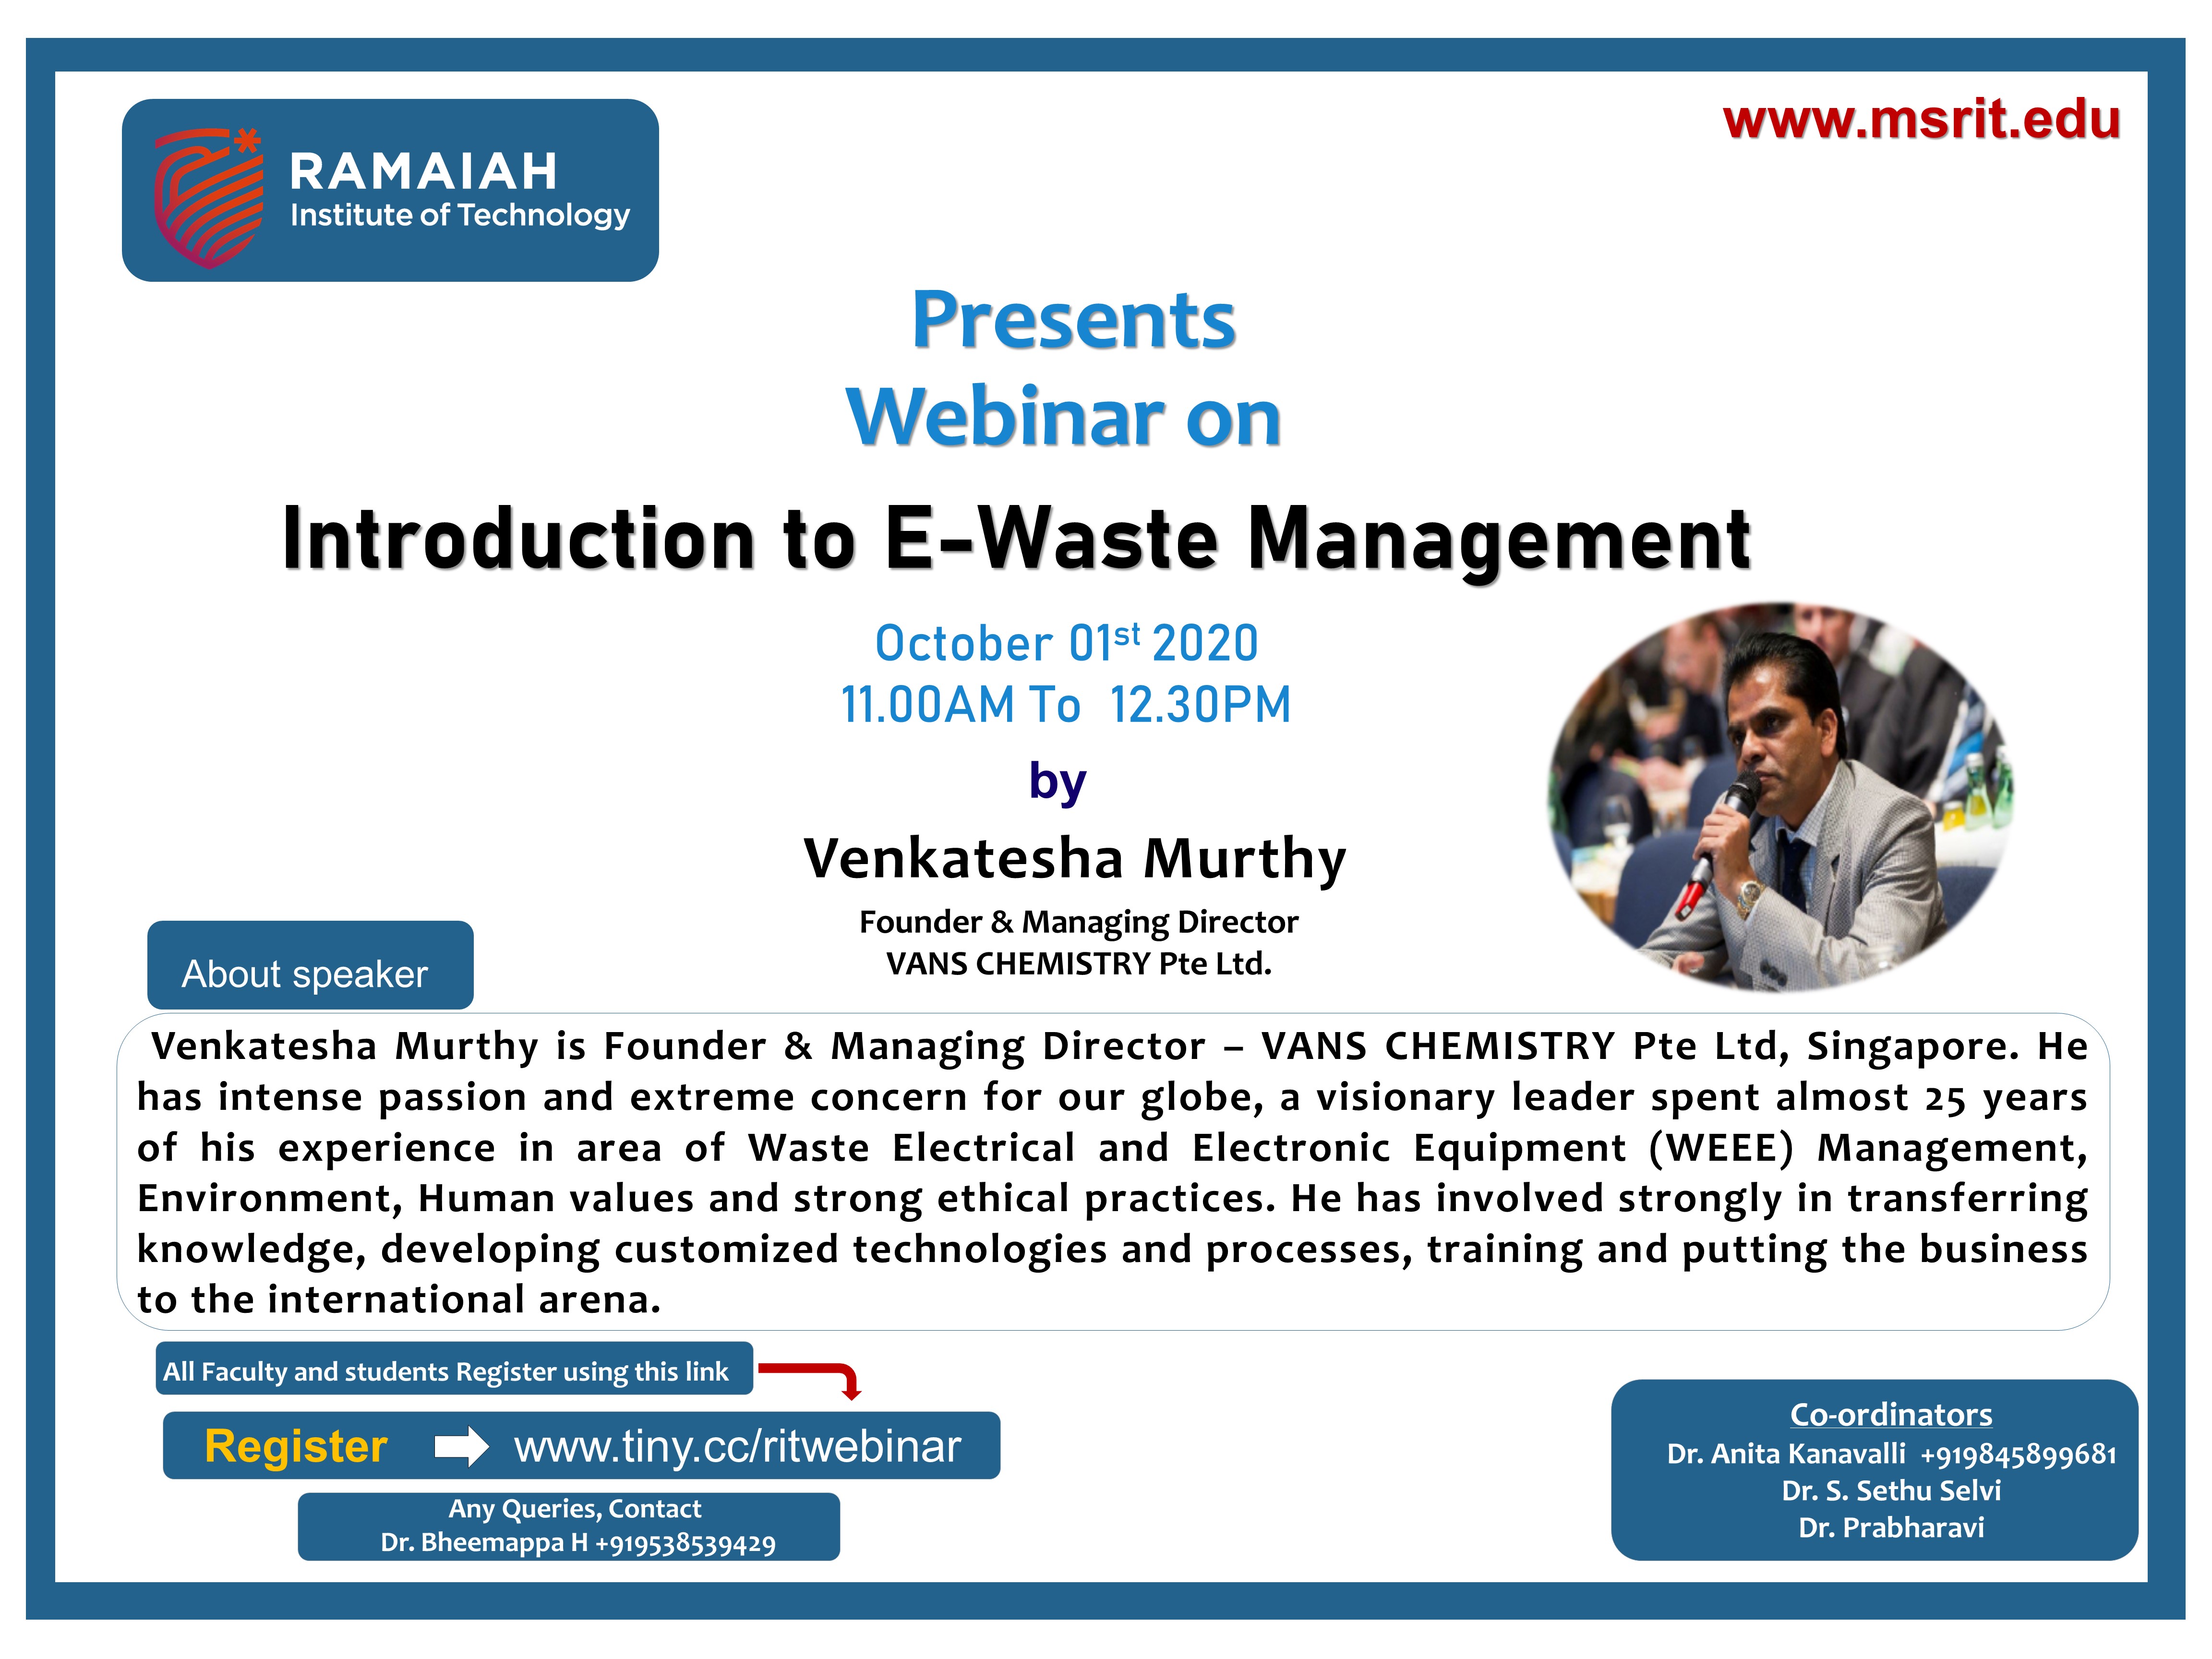 RAMAIAH
Institute of Technology
www.msrit.edu
Presents
Webinar on
Introduction to E-Waste Management
October 01st 2020
11.00AM To 12.30PM
by
Venkatesha Murthy
Founder & Managing Director
VANS CHEMISTRY Pte Ltd.
About speaker
Venkatesha Murthy is Founder & Managing Director – VANS CHEMISTRY Pte Ltd, Singapore. He
has intense passion and extreme concern for our globe, a visionary leader spent almost 25 years
of his experience in area of Waste Electrical and Electronic Equipment (WEEE) Management,
Environment, Human values and strong ethical practices. He has involved strongly in transferring
knowledge, developing customized technologies and processes, training and putting the business
to the international arena.
All Faculty and students Register using this link
Register www.tiny.cc/ritwebinar
Any Queries, Contact
Dr. Bheemappa H +919538539429
Co-ordinators
Dr. Anita Kanavalli +919845899681
Dr. S. Sethu Selvi
Dr. Prabharavi